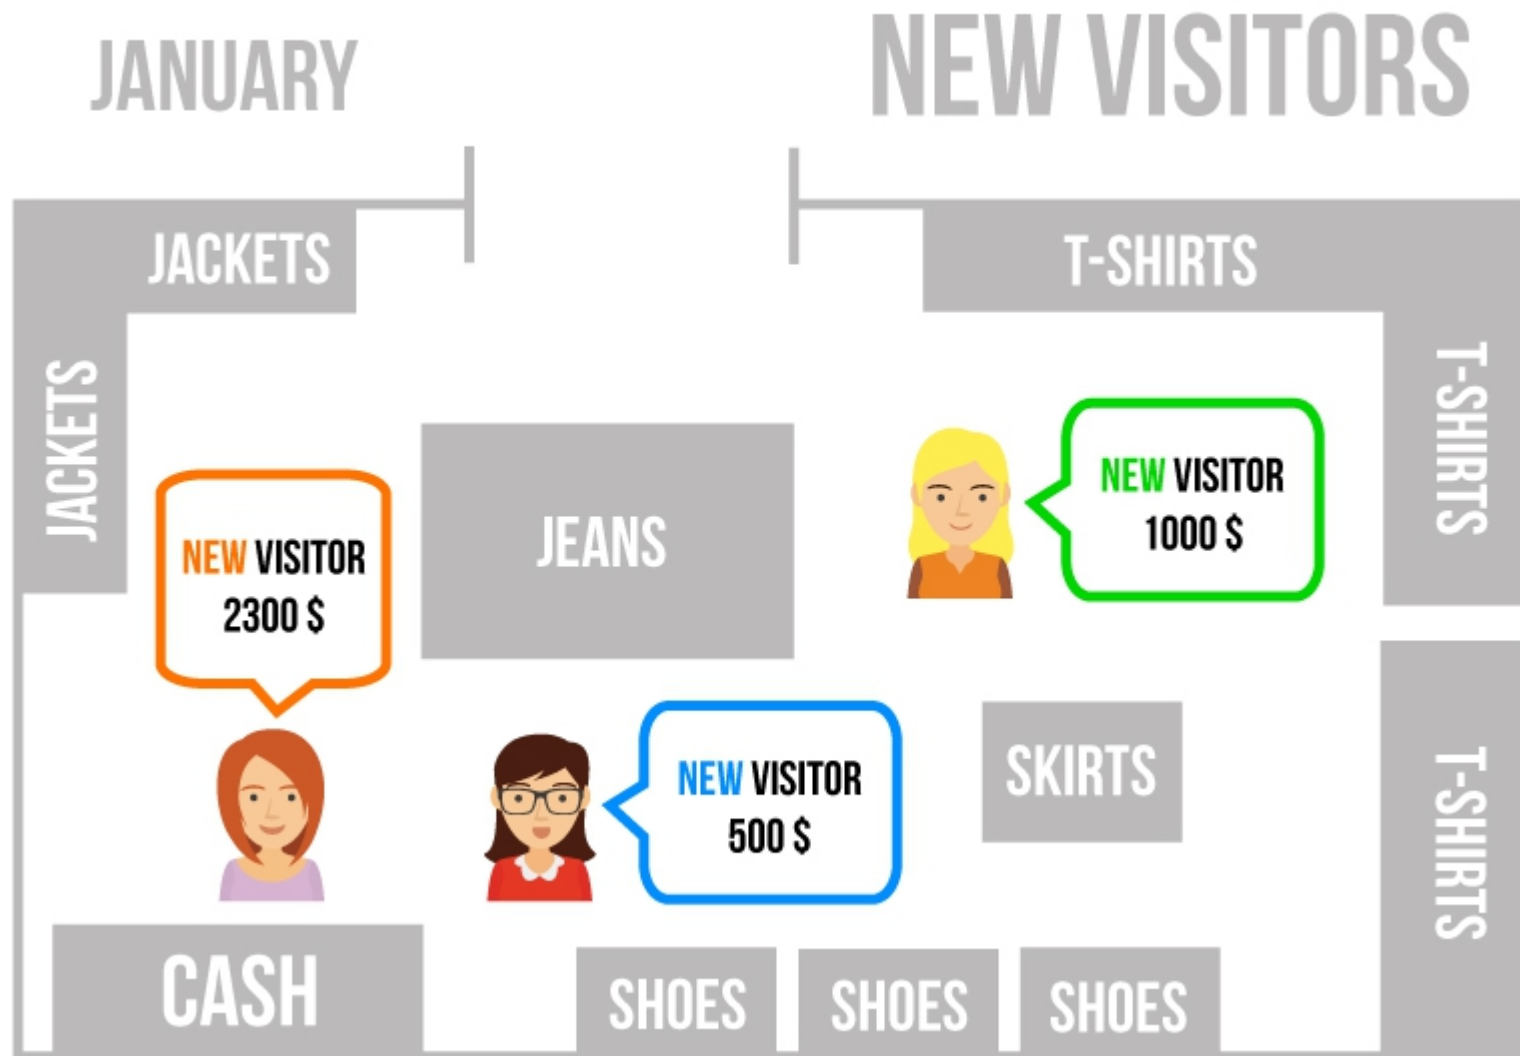 JANUARY
NEW VISITORS
JACKETS
T-SHIRTS
JACKETS
T-SHIRTS
NEW VISITOR
1000 $
NEW VISITOR
2300 $
JEANS
NEW VISITOR
500 $
SKIRTS
T-SHIRTS
CASH
SHOES
SHOES
SHOES